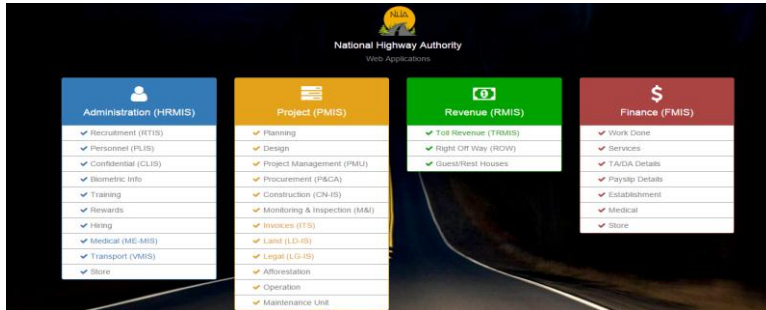 NHA
National Highway Authority
Web Applications
Administration (HRMIS)
Recruitment (RTIS)
Personnel (PLIS)
Confidential (CLIS)
Biometric Info
Training
Rewards
Hiring
Medical (ME-MIS)
Transport (VMIS)
Store
Project (PMIS)
Planning
Design
Project Management (PMU)
Procurement (P&CA)
Construction (CN-IS)
Monitoring & Inspection (M&I)
Invoices (ITS)
Land (LD-IS)
Legal (LG-IS)
Afforestation
Operation
Maintenance Unit
Revenue (RMIS)
Toll Revenue (TRMIS)
Right Off Way (ROW)
Guest/Rest Houses
Finance (FMIS)
Work Done
Services
TA/DA Details
Payslip Details
Establishment
Medical
Store